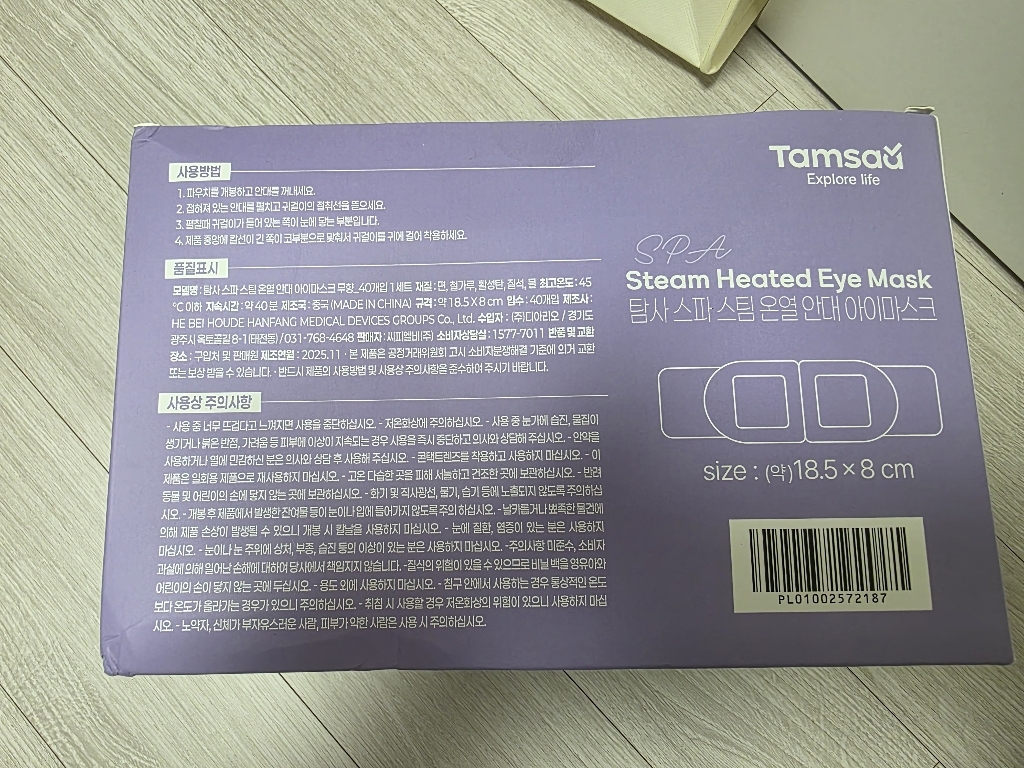 사용방법
1. 파우치를 개봉하고 안대를 꺼내세요.
2. 접혀져 있는 안대를 펼치고 귀걸이의 절취선을 뜯으세요.
3. 펼칠때 귀걸이가 듣어 있는 쪽이 눈에 닿는 부분입니다.
4. 제품 중앙에 칼선이 긴 쪽이 코부분으로 맞춰서 귀걸이를 귀에 걸어 착용하세요.
품질표시
모델명 : 탐사 스파 스팀 온열 안대 아이마스크 무향_40개입 1세트 재질 : 면, 철가루, 활성탄, 질석, 물 최고온도 : 45
°C 이하 지속시간 : 약 40분 제조국 : 중국 (MADE IN CHINA) 규격 : 약 18.5 X 8 cm 입수 : 40개입 제조사 :
HE BEI HOUDE HANFANG MEDICAL DEVICES GROUPS Co., Ltd. 수입자 : (주)디아리오 / 경기도
광주시 옥토골길 8-1(태전동) / 031-768-4648 판매자 : 씨피엘비(주) 소비자상담실 : 1577-7011 반품 및 교환
장소 : 구입처 및 판매원 제조연월 : 2025.11 · 본 제품은 공정거래위원회 고시 소비자분쟁해결 기준에 의거 교환
또는 보상 받을 수 있습니다. · 반드시 제품의 사용방법 및 사용상 주의사항을 준수하여 주시기 바랍니다.
사용상 주의사항
- 사용 중 너무 뜨겁다고 느껴지면 사용을 중단하십시오. - 저온화상에 주의하십시오. - 사용 중 눈가에 습진, 물집이
생기거나 붉은 반점, 가려움 등 피부에 이상이 지속되는 경우 사용을 즉시 중단하고 의사와 상담해 주십시오. - 안약을
사용하거나 열에 민감하신 분은 의사와 상담 후 사용해 주십시오. - 콘택트렌즈를 착용하고 사용하지 마십시오. - 이
제품은 일회용 제품으로 재사용하지 마십시오. - 고온 다습한 곳을 피해 서늘하고 건조한 곳에 보관하십시오. - 반려
동물 및 어린이의 손에 닿지 않는 곳에 보관하십시오. - 화기 및 직사광선, 물기, 습기 등에 노출되지 않도록 주의하십
시오. - 개봉 후 제품에서 발생한 잔여물 등이 눈이나 입에 들어가지 않도록 주의 하십시오. - 날카롭거나 뾰족한 물건에
의해 제품 손상이 발생될 수 있으니 개봉 시 칼날을 사용하지 마십시오. - 눈에 질환, 염증이 있는 분은 사용하지
마십시오. - 눈이나 눈 주위에 상처, 부종, 습진 등의 이상이 있는 분은 사용하지 마십시오. -주의사항 미준수, 소비자
과실에 의해 일어난 손해에 대하여 당사에서 책임지지 않습니다. - 질식의 위험이 있을 수 있으므로 비닐 백을 영유아와
어린이의 손이 닿지 않는 곳에 두십시오. - 용도 외에 사용하지 마십시오. - 침구 안에서 사용하는 경우 통상적인 온도
보다 온도가 올라가는 경우가 있으니 주의하십시오. - 취침 시 사용할 경우 저온화상의 위험이 있으니 사용하지 마십
시오. - 노약자, 신체가 부자유스러운 사람, 피부가 약한 사람은 사용 시 주의하십시오.
Tamsaa
Explore life
SPA
Steam Heated Eye Mask
탐사 스파 스팀 온열 안대 아이마스크
size : (약) 18.5 × 8 cm
PL01002572187